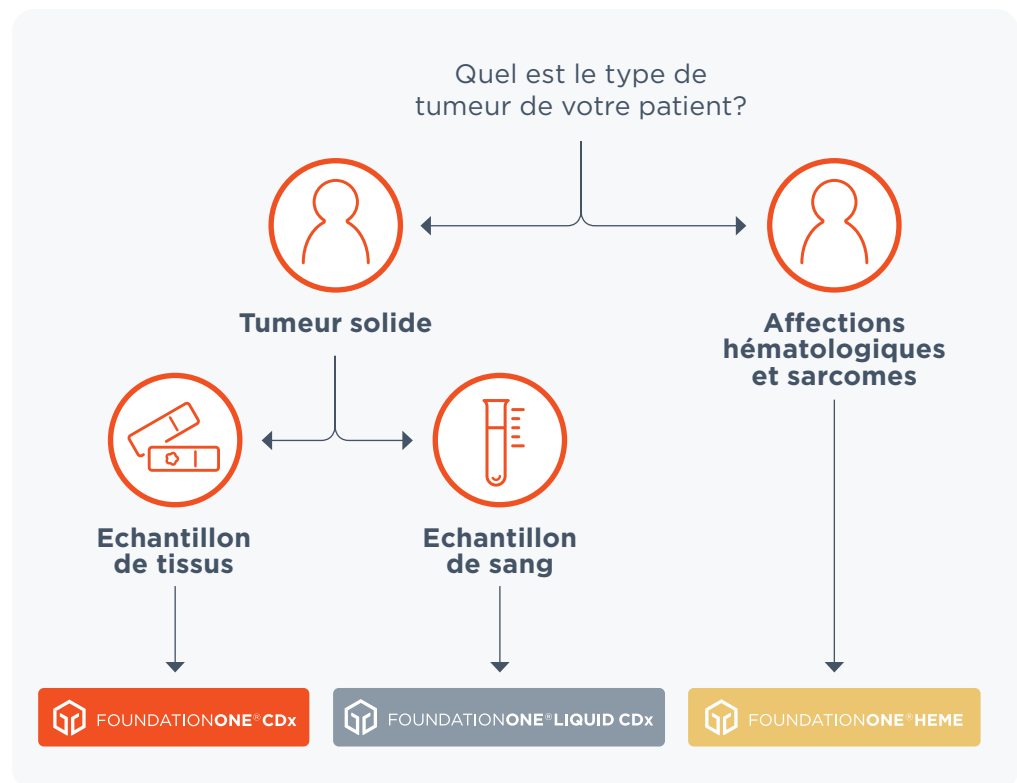 Quel est le type de
tumeur de votre patient?
Tumeur solide
Affections
hématologiques
et sarcomes
Echantillon
de tissus
Echantillon
de sang
FOUNDATIONONE®CDx
FOUNDATIONONE®LIQUID CDx
FOUNDATIONONE®HEME